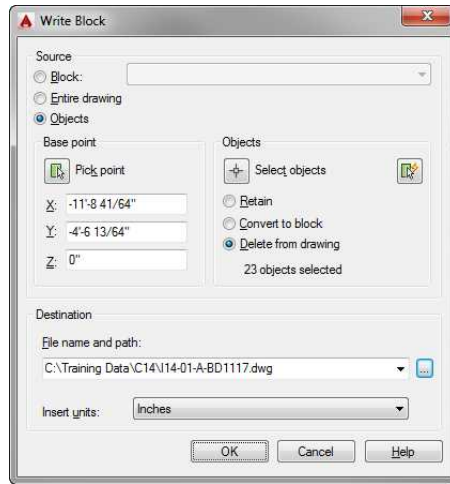 Write Block
Source
Block:
Entire drawing
Objects
Base point
Pick point
X: -11'-8 41/64"
Y: -4'-6 13/64"
Z: 0"
Objects
Select objects
Retain
Convert to block
Delete from drawing
23 objects selected
Destination
File name and path:
C:\Training Data\C14\I14-01-A-BD1117.dwg
...
Insert units: Inches
OK Cancel Help